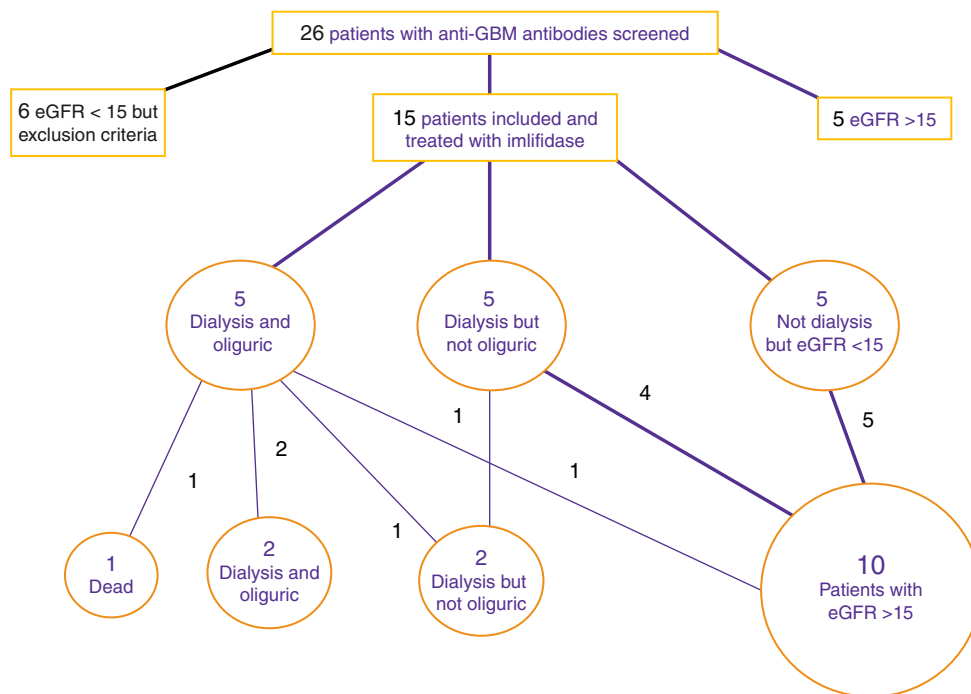 26 patients with anti-GBM antibodies screened
6 eGFR < 15 but
exclusion criteria
15 patients included and
treated with imlifidase
5 eGFR >15
5
Dialysis and
oliguric
5
Dialysis but
not oliguric
5
Not dialysis
but eGFR <15
1
2
1
1
4
1
5
1
Dead
2
Dialysis and
oliguric
2
Dialysis but
not oliguric
10
Patients with
eGFR >15